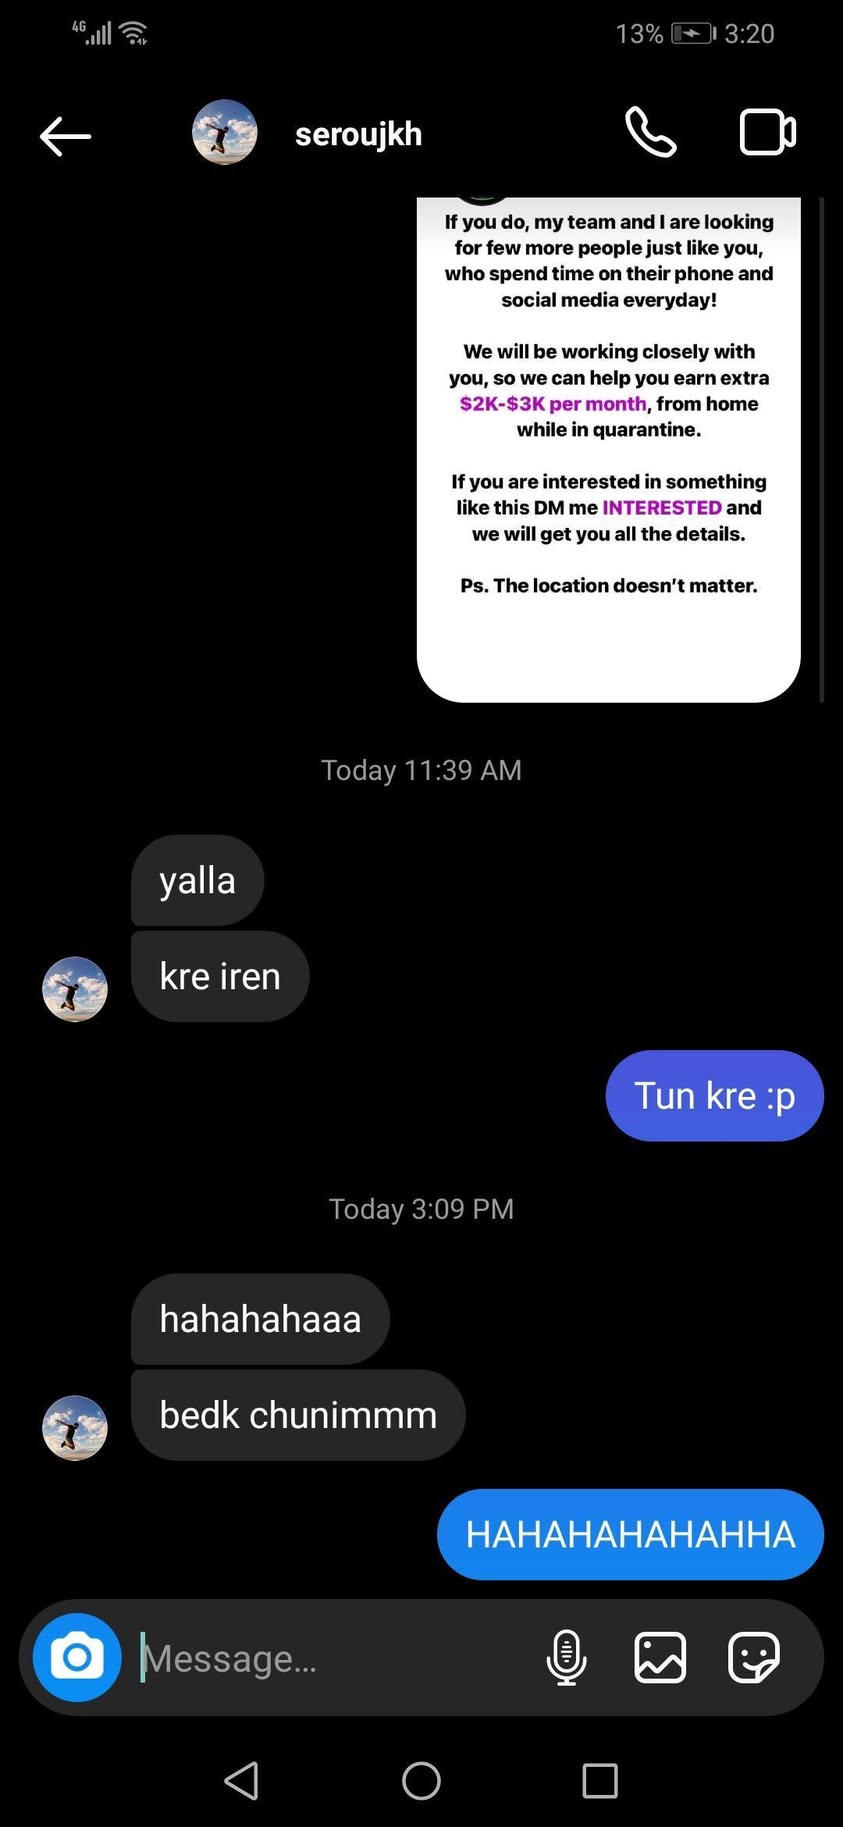 4G 13% 3:20
seroujkh
If you do, my team and I are looking
for few more people just like you,
who spend time on their phone and
social media everyday!
We will be working closely with
you, so we can help you earn extra
$2K-$3K per month, from home
while in quarantine.
If you are interested in something
like this DM me INTERESTED and
we will get you all the details.
Ps. The location doesn't matter.
Today 11:39 AM
yalla
kre iren
Tun kre :p
Today 3:09 PM
hahahahaaa
bedk chunimmm
HAHAHAHAHAHHA
Message...